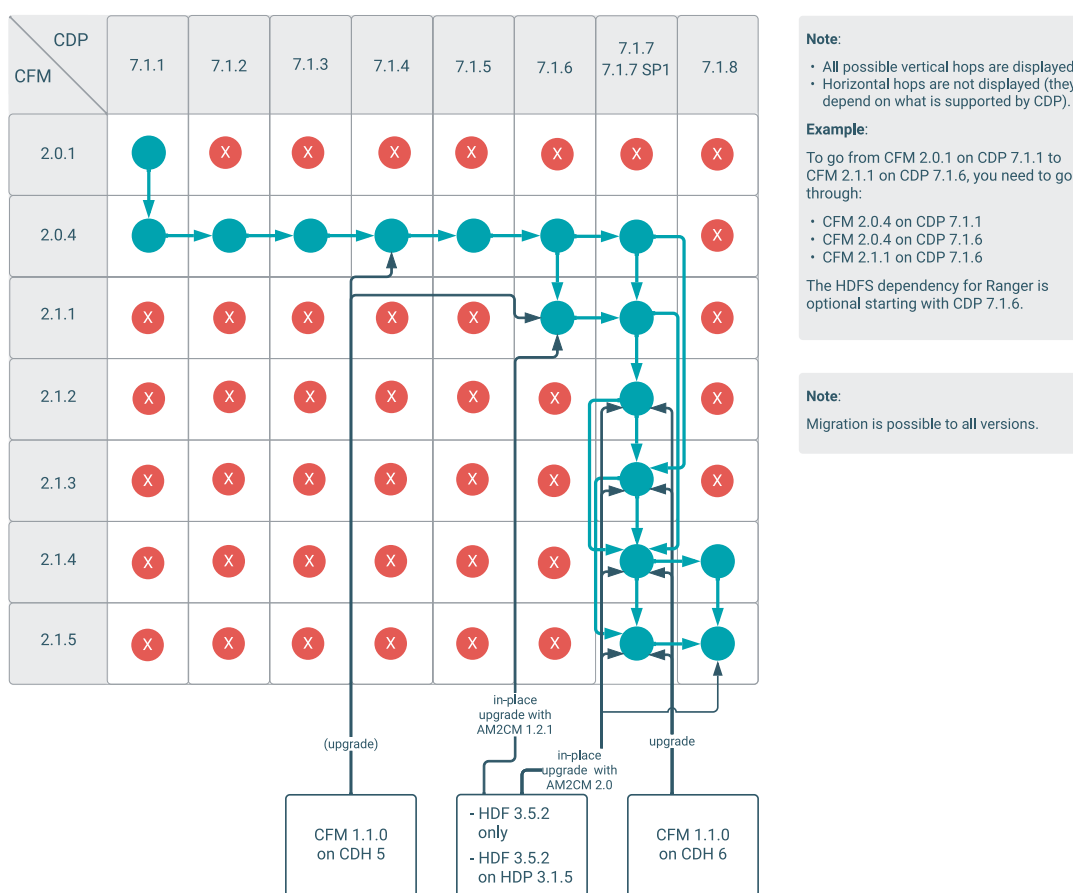 CDP
CFM
7.1.1
7.1.2
7.1.3
7.1.4
7.1.5
7.1.6
7.1.7
7.1.7 SP1
7.1.8
2.0.1
X
X
X
X
X
X
X
2.0.4
X
2.1.1
X
X
X
X
X
X
2.1.2
X
X
X
X
X
X
X
2.1.3
X
X
X
X
X
X
X
2.1.4
X
X
X
X
X
X
2.1.5
X
X
X
X
X
X
(upgrade)
in-place
upgrade with
AM2CM 1.2.1
in-place
upgrade with
AM2CM 2.0
upgrade
CFM 1.1.0
on CDH 5
- HDF 3.5.2
only
- HDF 3.5.2
on HDP 3.1.5
CFM 1.1.0
on CDH 6
Note:
• All possible vertical hops are displayed
• Horizontal hops are not displayed (they
depend on what is supported by CDP).
Example:
To go from CFM 2.0.1 on CDP 7.1.1 to
CFM 2.1.1 on CDP 7.1.6, you need to go
through:
• CFM 2.0.4 on CDP 7.1.1
• CFM 2.0.4 on CDP 7.1.6
• CFM 2.1.1 on CDP 7.1.6
The HDFS dependency for Ranger is
optional starting with CDP 7.1.6.
Note:
Migration is possible to all versions.